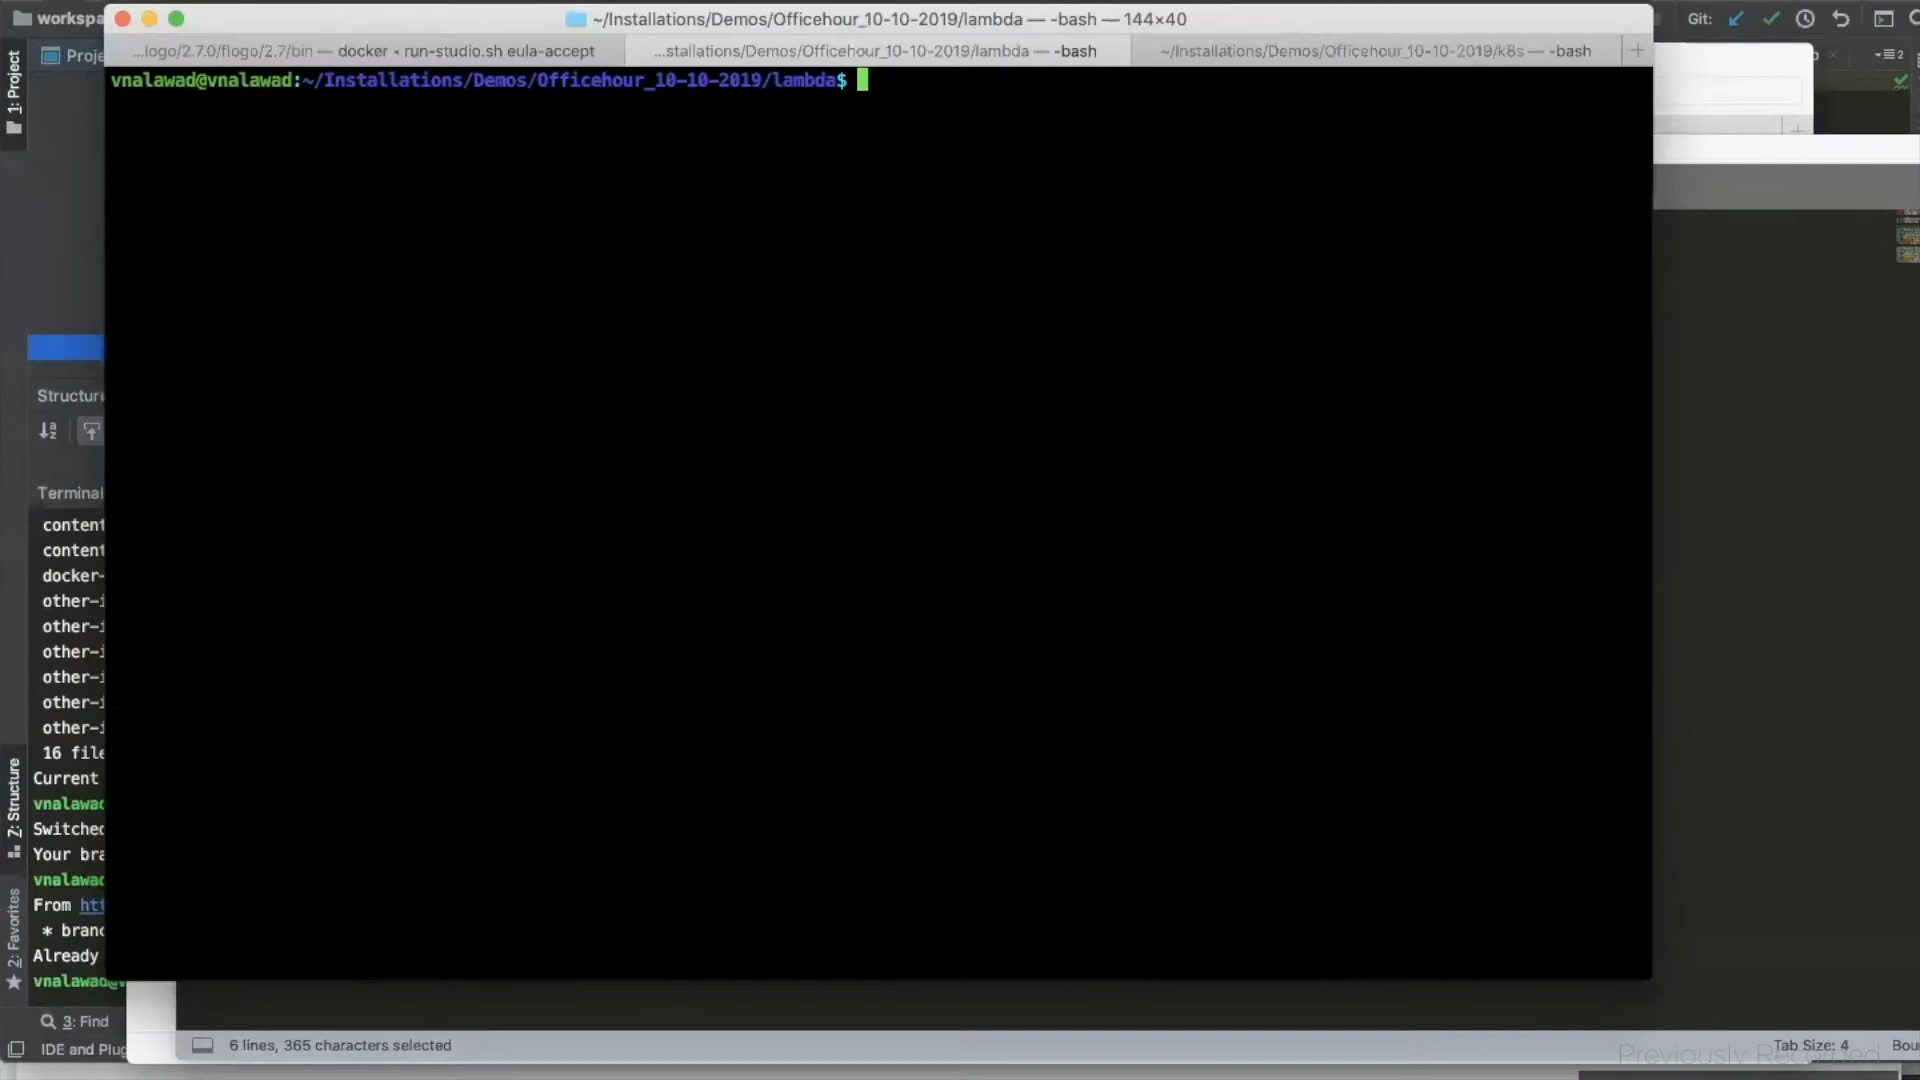 workspa
~/Installations/Demos/Officehour_10-10-2019/lambda — -bash — 144×40
Git:
1: Project
Proje
...logo/2.7.0/flogo/2.7/bin — docker ◂ run-studio.sh eula-accept
...stallations/Demos/Officehour_10-10-2019/lambda — -bash
~/Installations/Demos/Officehour_10-10-2019/k8s — -bash
vnalawad@vnalawad:~/Installations/Demos/Officehour_10-10-2019/lambda$
Structure
Terminal
content
content
docker-
other-i
other-i
other-i
other-i
other-i
other-i
16 file
Current
vnalawad
Switched
Your bra
vnalawad
From htt
* branc
Already
vnalawad@v
7: Structure
2: Favorites
3: Find
IDE and Plug
6 lines, 365 characters selected
Tab Size: 4
Bou
Previously Recorded